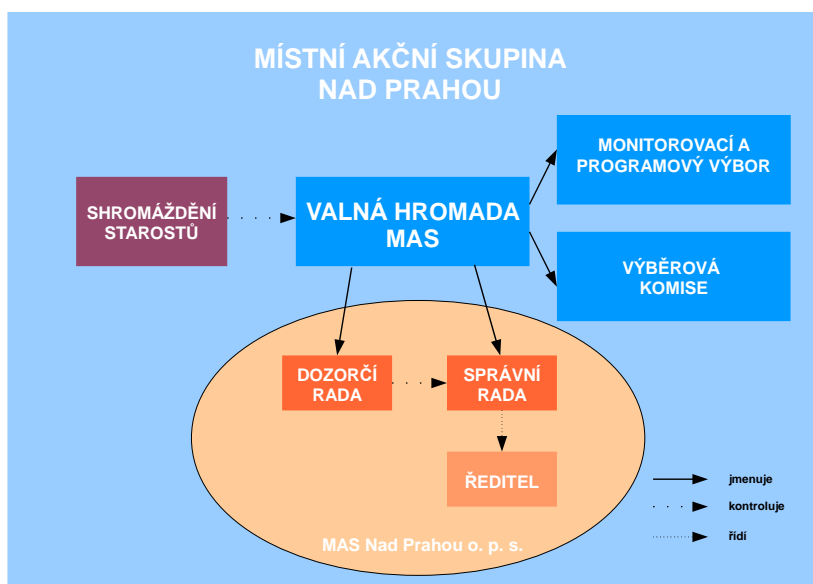 MÍSTNÍ AKČNÍ SKUPINA
NAD PRAHOU
MONITOROVACÍ A
PROGRAMOVÝ VÝBOR
SHROMÁŽDĚNÍ
STAROSTŮ
VALNÁ HROMADA
MAS
VÝBĚROVÁ
KOMISE
DOZORČÍ
RADA
SPRÁVNÍ
RADA
ŘEDITEL
MAS Nad Prahou o. p. s.
jmenuje
kontroluje
řídí